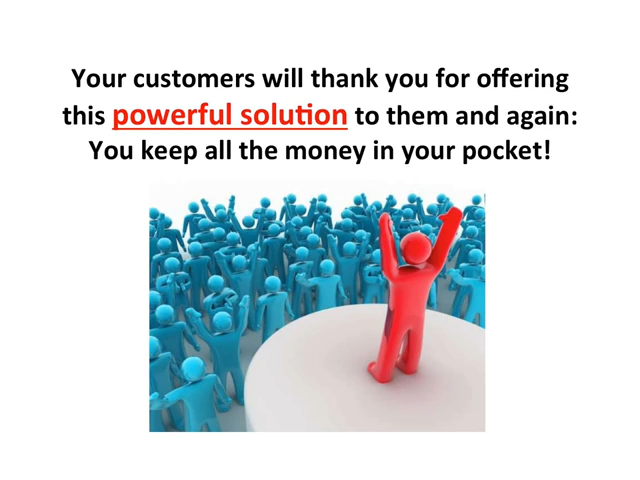 Your customers will thank you for offering
this powerful solution to them and again:
You keep all the money in your pocket!